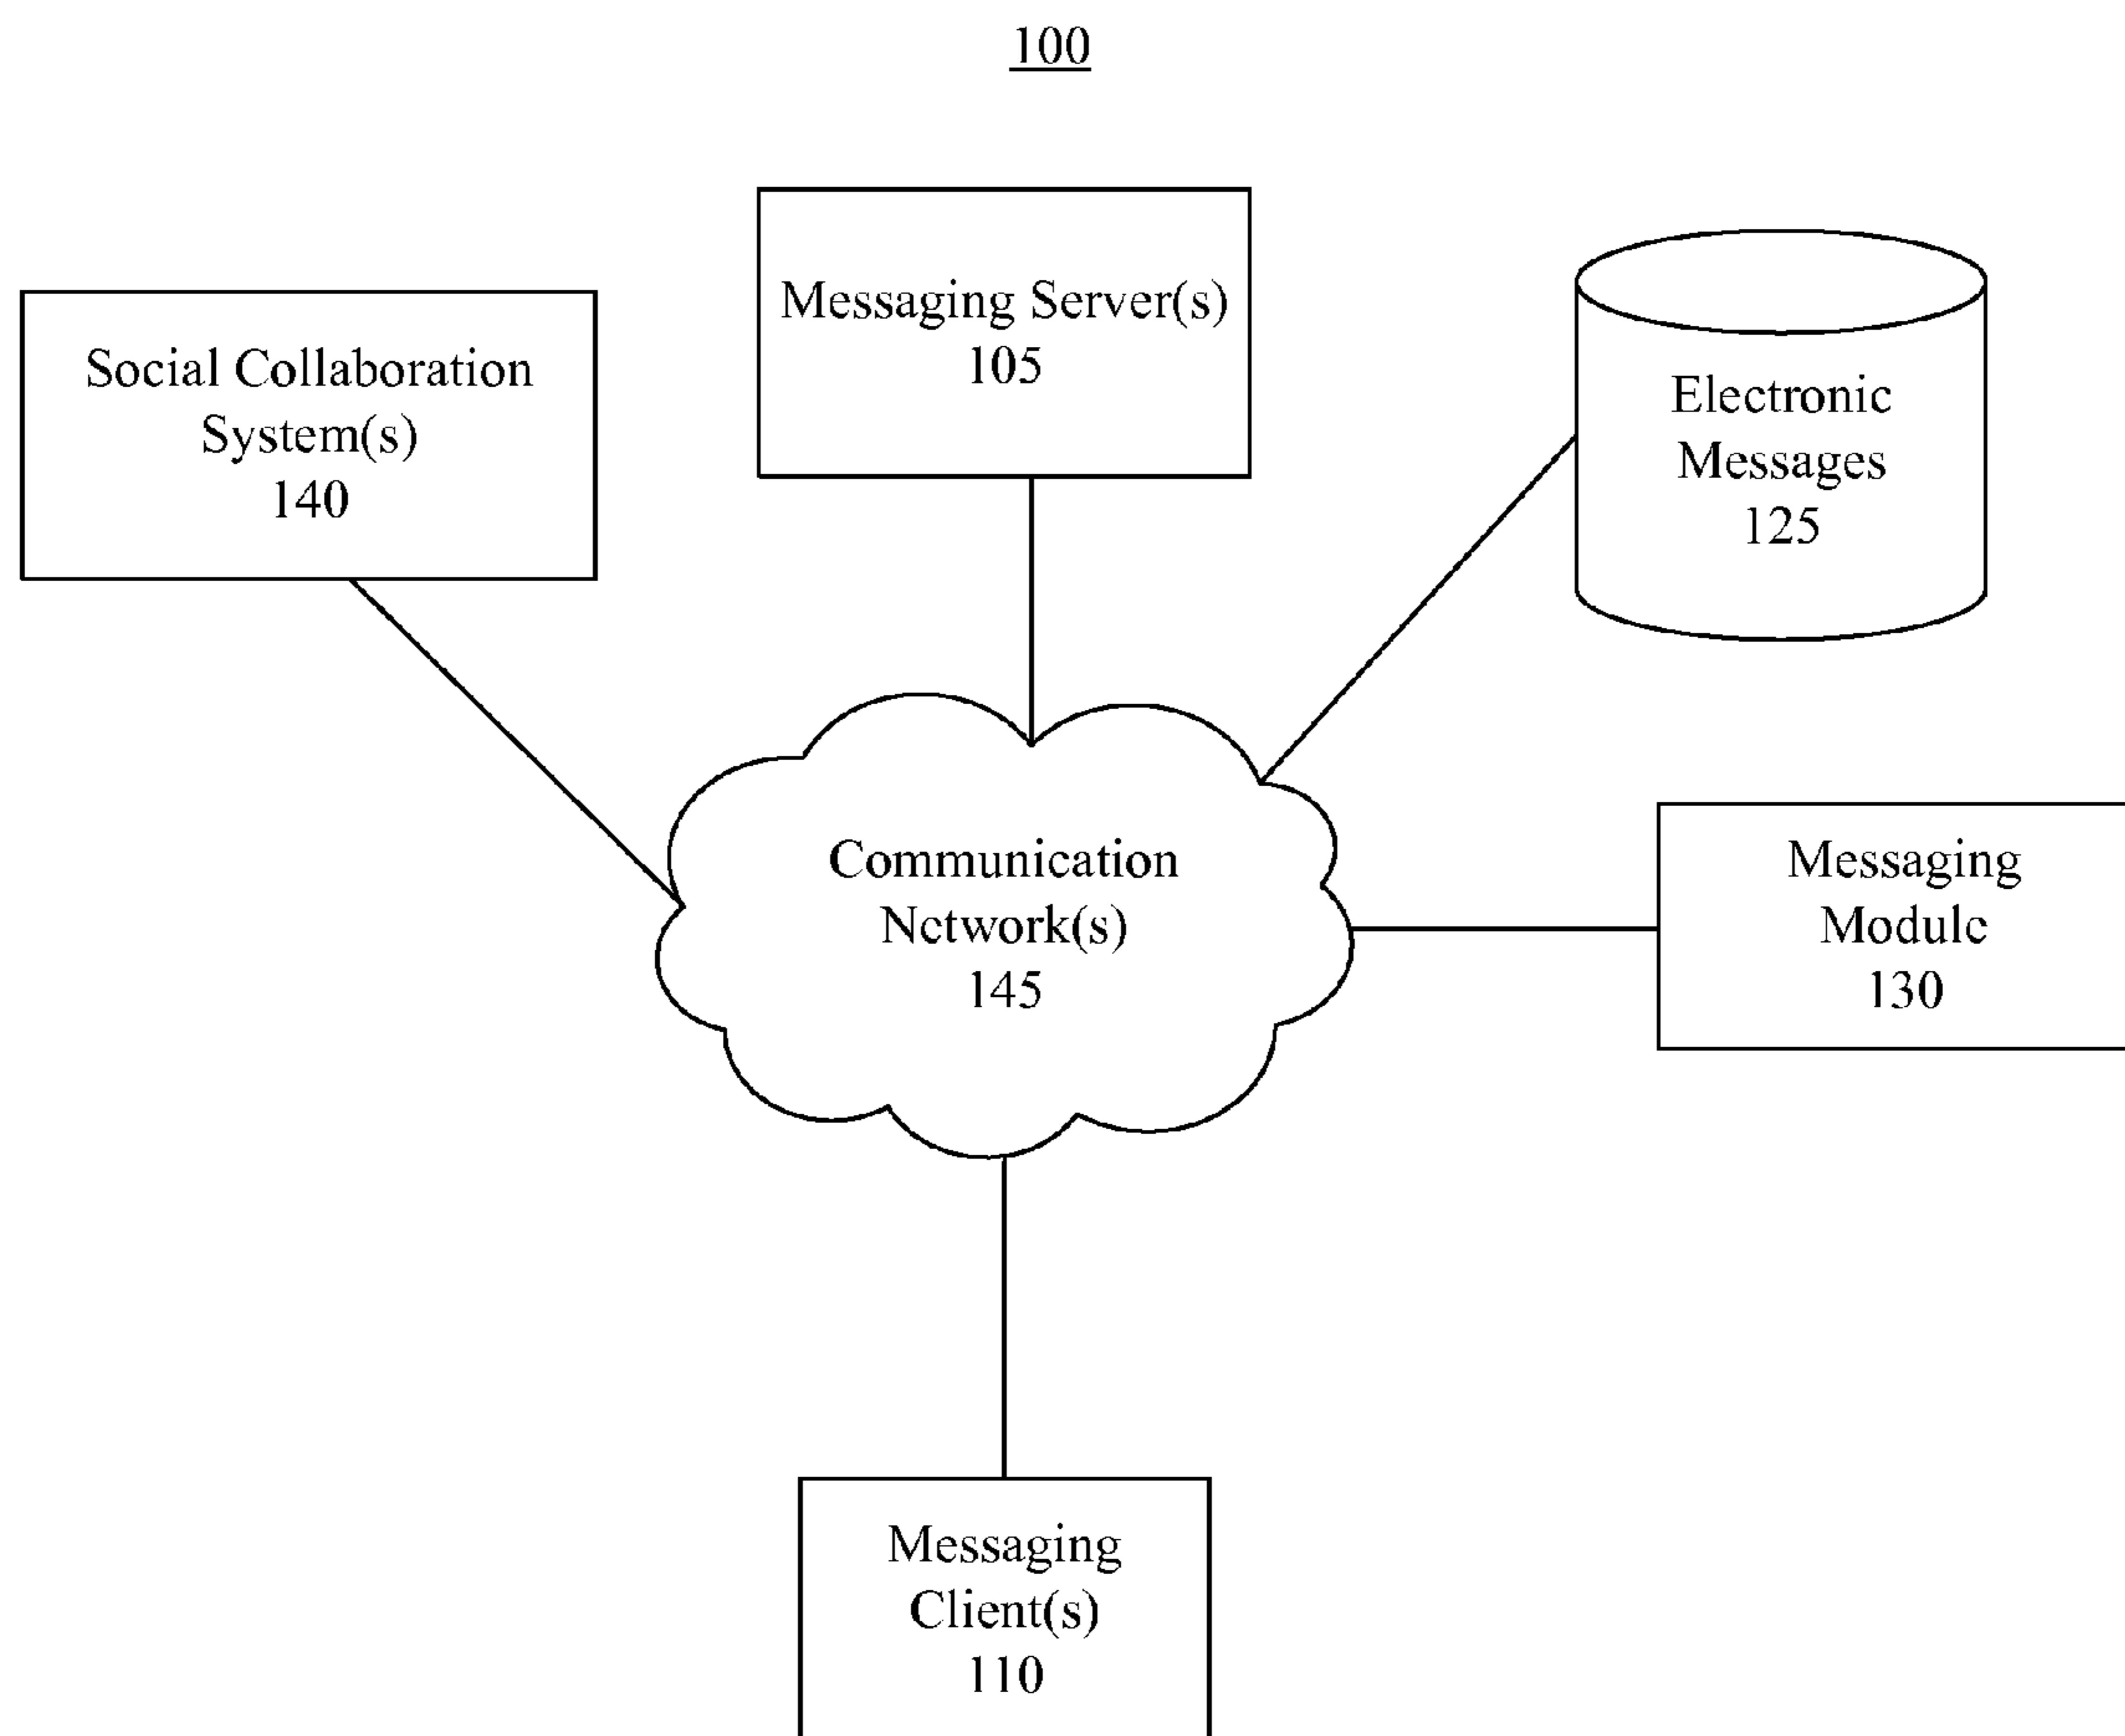 100
Messaging Server(s)
105
Social Collaboration
System(s)
140
Electronic
Messages
125
Communication
Network(s)
145
Messaging
Module
130
Messaging
Client(s)
110